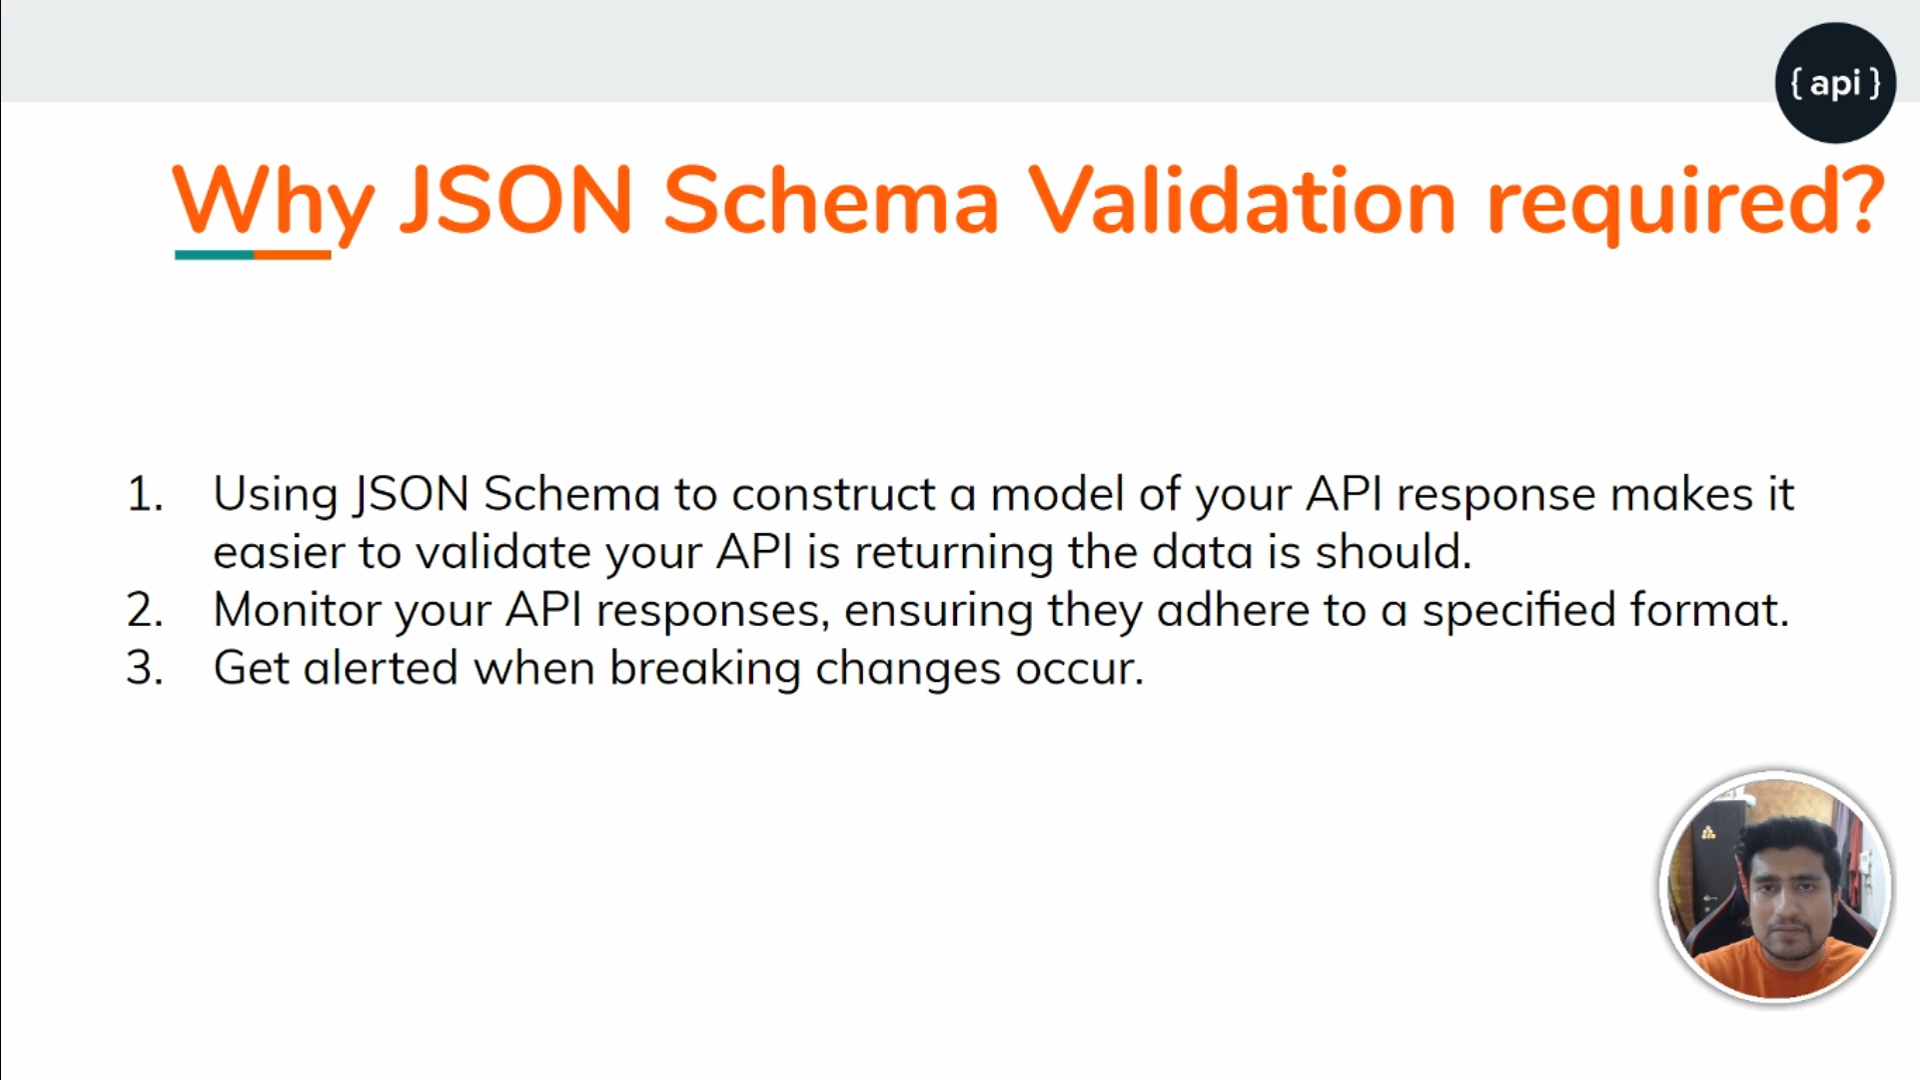 { api }
Why JSON Schema Validation required?
1. Using JSON Schema to construct a model of your API response makes it
easier to validate your API is returning the data is should.
2. Monitor your API responses, ensuring they adhere to a specified format.
3. Get alerted when breaking changes occur.